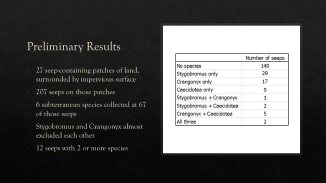 Preliminary Results
27 seep-containing patches of land,
surrounded by impervious surface
207 seeps on those patches
6 subterranean species collected at 67
of those seeps
Stygobromus and Crangonyx almost
excluded each other
12 seeps with 2 or more species
Number of seeps
No species 140
Stygobromus only 29
Crangonyx only 17
Caecidotea only 9
Stygobromus + Crangonyx 3
Stygobromus + Caecidotea 2
Crangonyx + Caecidotea 5
All three 2